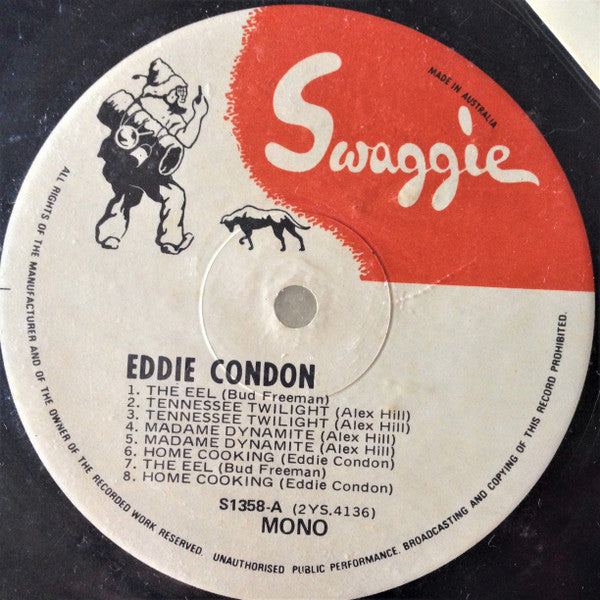 Swaggie
MADE IN AUSTRALIA
EDDIE CONDON
1. THE EEL (Bud Freeman)
2. TENNESSEE TWILIGHT (Alex Hill)
3. TENNESSEE TWILIGHT (Alex Hill)
4. MADAME DYNAMITE (Alex Hill)
5. MADAME DYNAMITE (Alex Hill)
6. HOME COOKING (Eddie Condon)
7. THE EEL (Bud Freeman)
8. HOME COOKING (Eddie Condon)
S1358-A (2YS.4136)
MONO
ALL RIGHTS OF THE MANUFACTURER AND OF THE OWNER OF THE RECORDED WORK RESERVED. UNAUTHORISED PUBLIC PERFORMANCE. BROADCASTING AND COPYING OF THIS RECORD PROHIBITED.